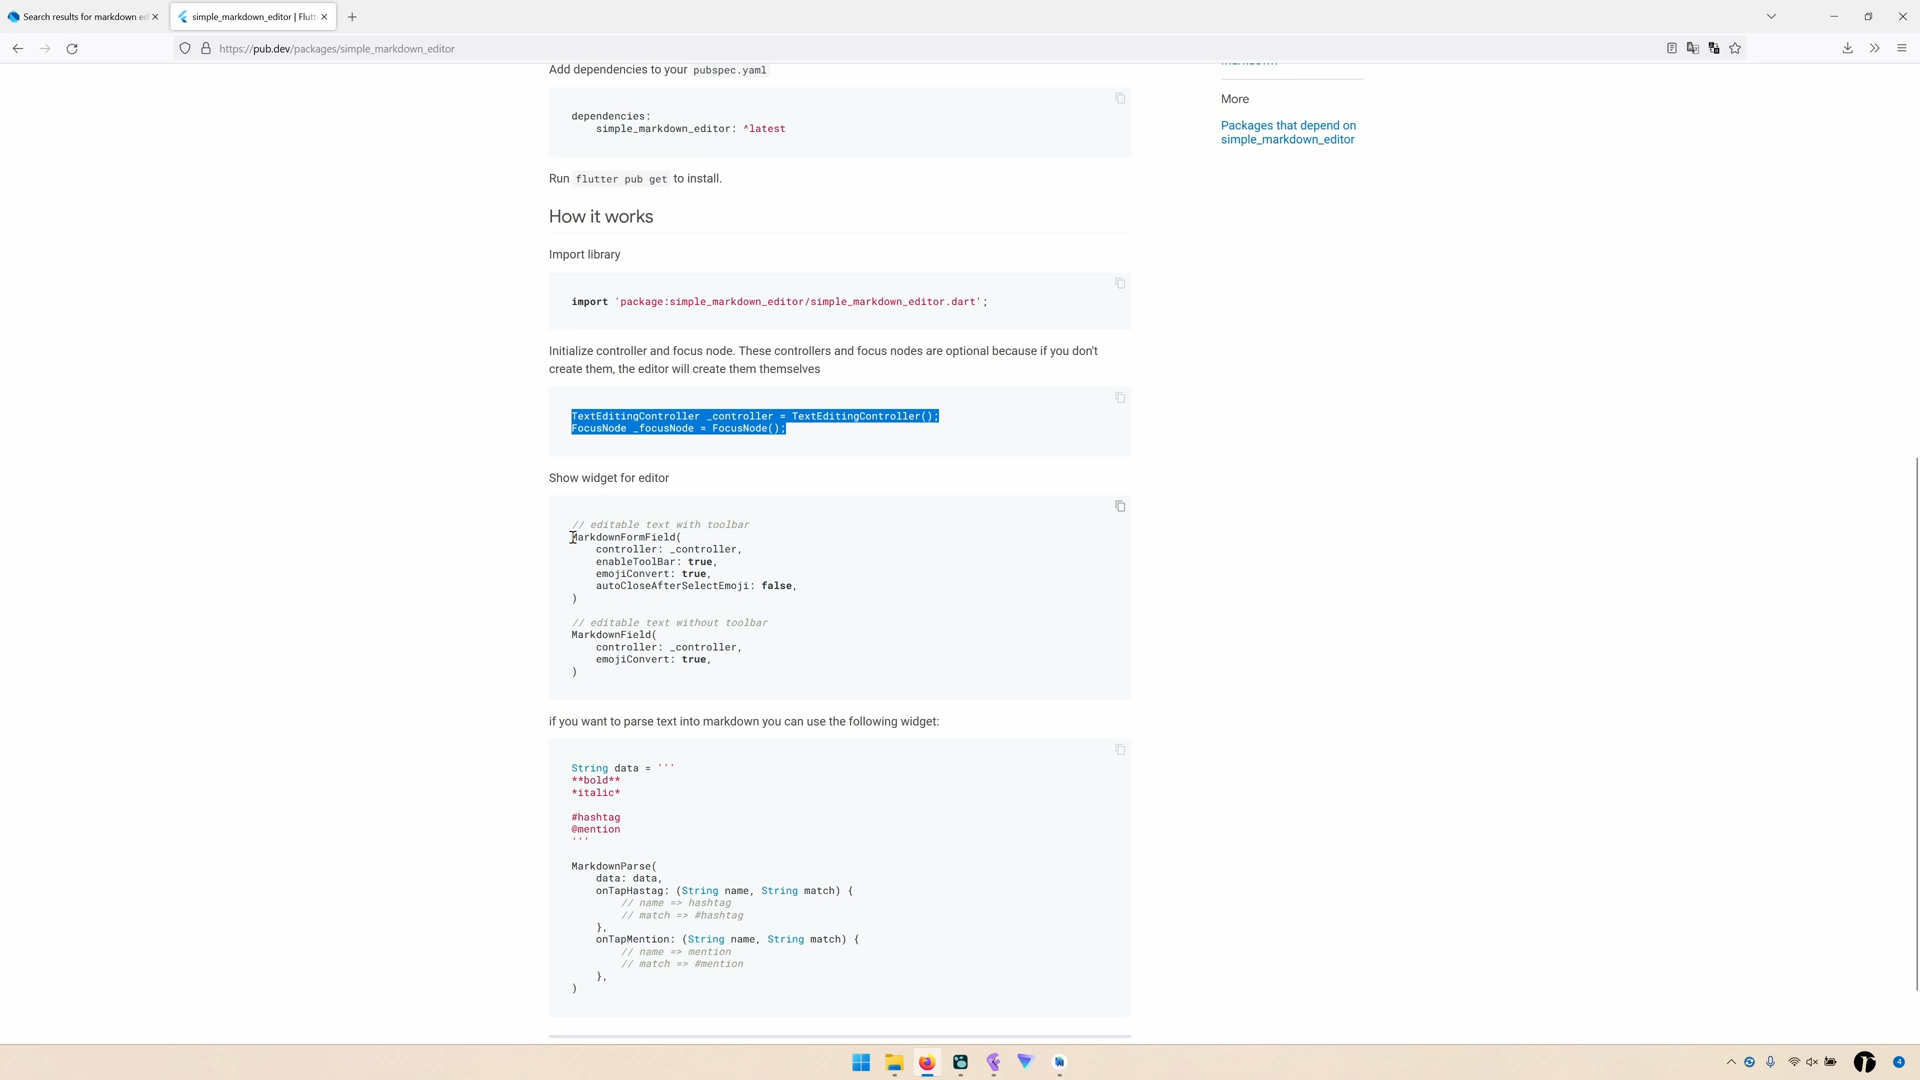 Search results for markdown ed
simple_markdown_editor | Flutt
https://pub.dev/packages/simple_markdown_editor
Add dependencies to your pubspec.yaml
dependencies:
simple_markdown_editor: ^latest
More
Packages that depend on
simple_markdown_editor
Run flutter pub get to install.
How it works
Import library
import 'package:simple_markdown_editor/simple_markdown_editor.dart';
Initialize controller and focus node. These controllers and focus nodes are optional because if you don't
create them, the editor will create them themselves
TextEditingController _controller = TextEditingController();
FocusNode _focusNode = FocusNode();
Show widget for editor
// editable text with toolbar
MarkdownFormField(
controller: _controller,
enableToolBar: true,
emojiConvert: true,
autoCloseAfterSelectEmoji: false,
)
// editable text without toolbar
MarkdownField(
controller: _controller,
emojiConvert: true,
)
if you want to parse text into markdown you can use the following widget:
String data = '''
**bold**
*italic*
#hashtag
@mention
'''
MarkdownParse(
data: data,
onTapHastag: (String name, String match) {
// name => hashtag
// match => #hashtag
},
onTapMention: (String name, String match) {
// name => mention
// match => #mention
},
)
4